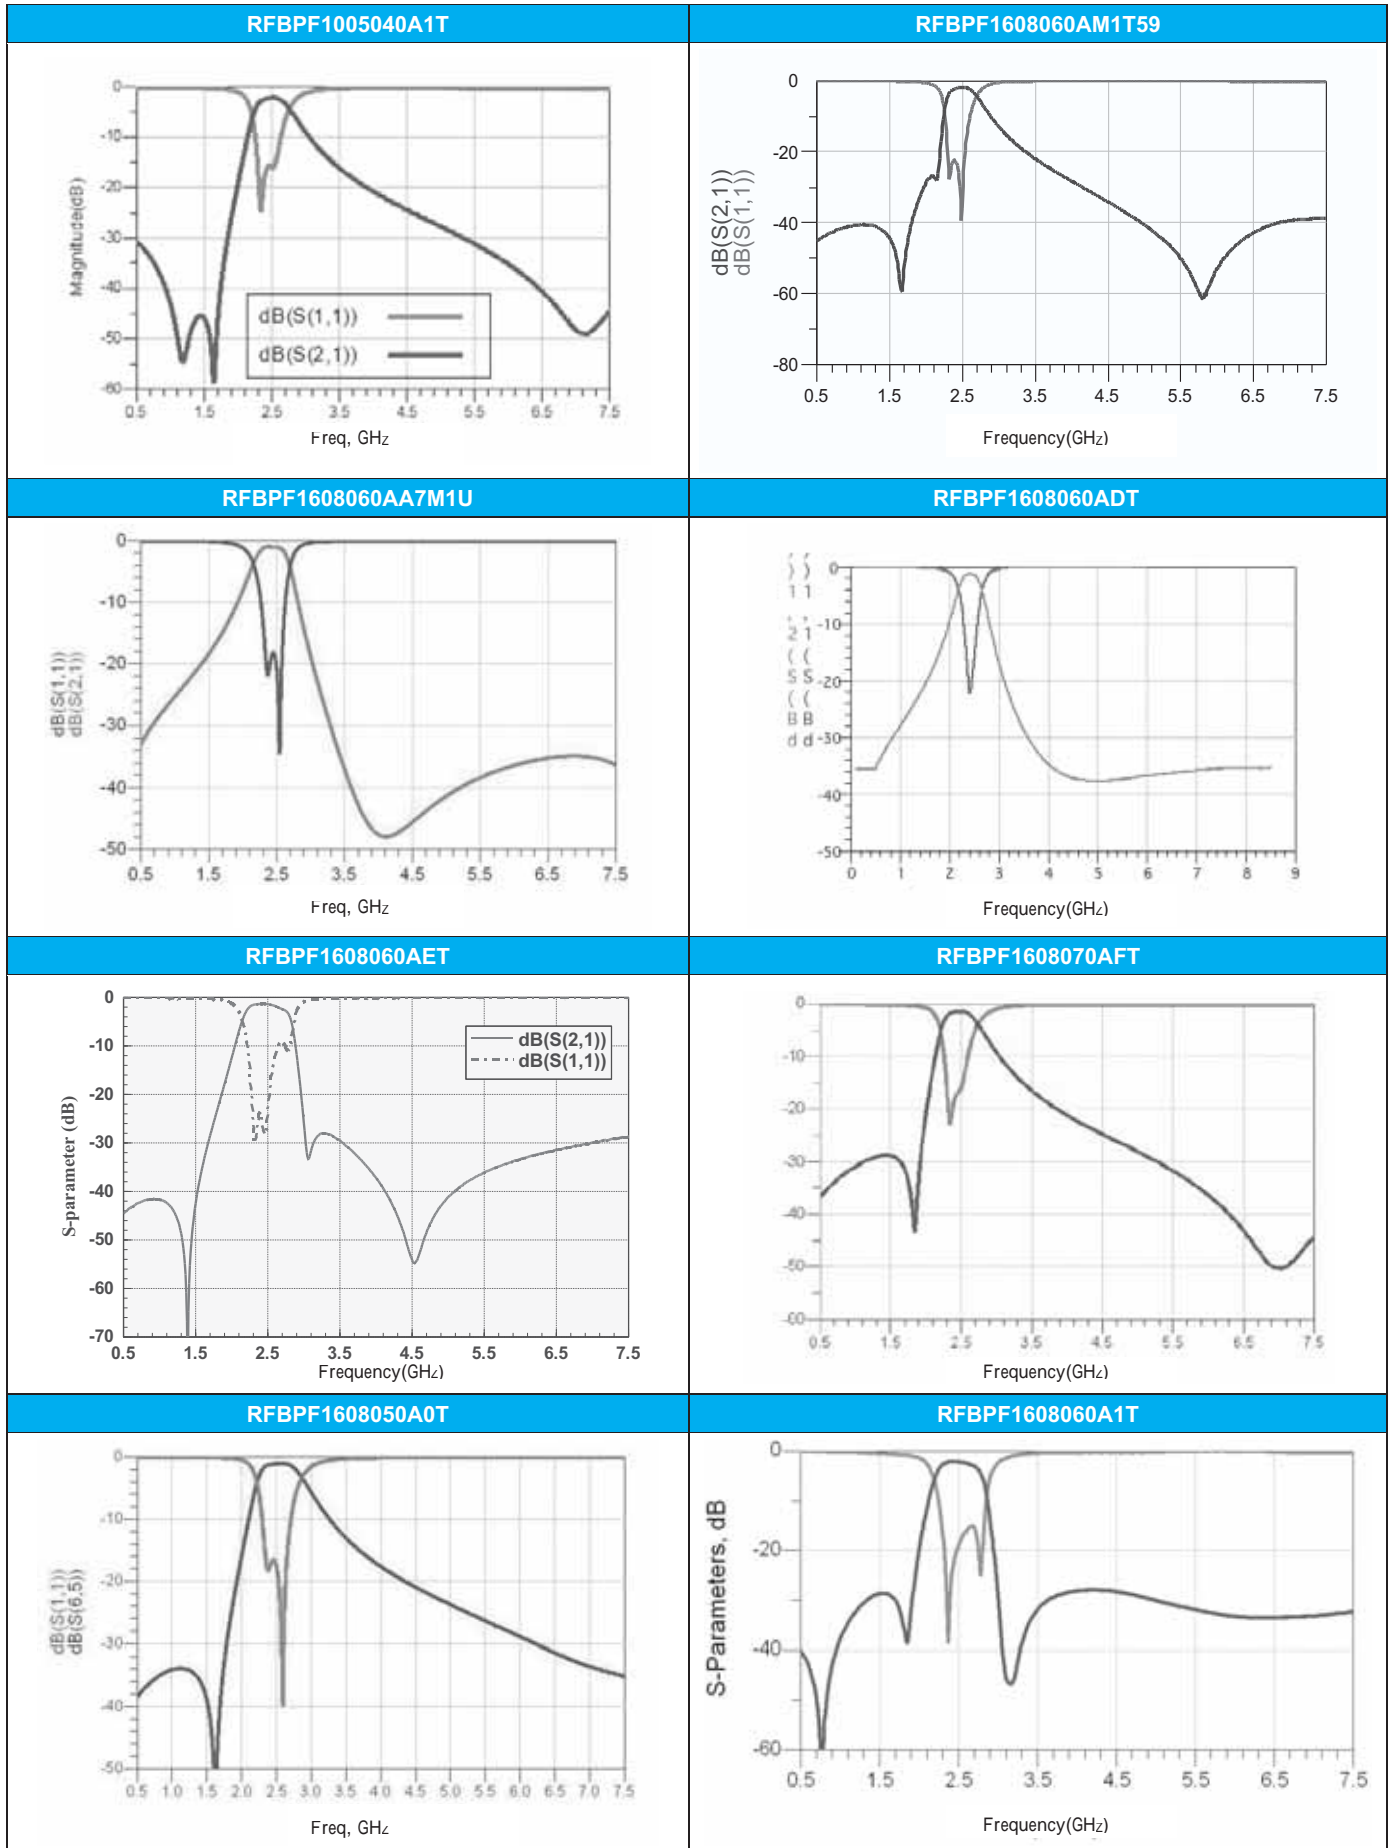 RFBPF1005040A1T
RFBPF1608060AM1T59
Magnitude(dB)
0
-10
-20
-30
-40
-50
-60
dB(S(1,1))
dB(S(2,1))
0.5 1.5 2.5 3.5 4.5 5.5 6.5 7.5
Freq, GHz
dB(S(2,1))
dB(S(1,1))
0
-20
-40
-60
-80
0.5 1.5 2.5 3.5 4.5 5.5 6.5 7.5
Frequency(GHz)
RFBPF1608060AA7M1U
RFBPF1608060ADT
dB(S(1,1))
dB(S(2,1))
0
-10
-20
-30
-40
-50
0.5 1.5 2.5 3.5 4.5 5.5 6.5 7.5
Freq, GHz
dB(S(2,1))
dB(S(1,1))
0
-10
-20
-30
-40
-50
0 1 2 3 4 5 6 7 8 9
Frequency(GHz)
RFBPF1608060AET
RFBPF1608070AFT
S-parameter (dB)
0
-10
-20
-30
-40
-50
-60
-70
dB(S(2,1))
dB(S(1,1))
0.5 1.5 2.5 3.5 4.5 5.5 6.5 7.5
Frequency(GHz)
0
-10
-20
-30
-40
-50
-60
0.5 1.5 2.5 3.5 4.5 5.5 6.5 7.5
Frequency(GHz)
RFBPF1608050A0T
RFBPF1608060A1T
dB(S(1,1))
dB(S(6,5))
0
-10
-20
-30
-40
-50
0.5 1.0 1.5 2.0 2.5 3.0 3.5 4.0 4.5 5.0 5.5 6.0 6.5 7.0 7.5
Freq, GHz
S-Parameters, dB
0
-20
-40
-60
0.5 1.5 2.5 3.5 4.5 5.5 6.5 7.5
Frequency(GHz)